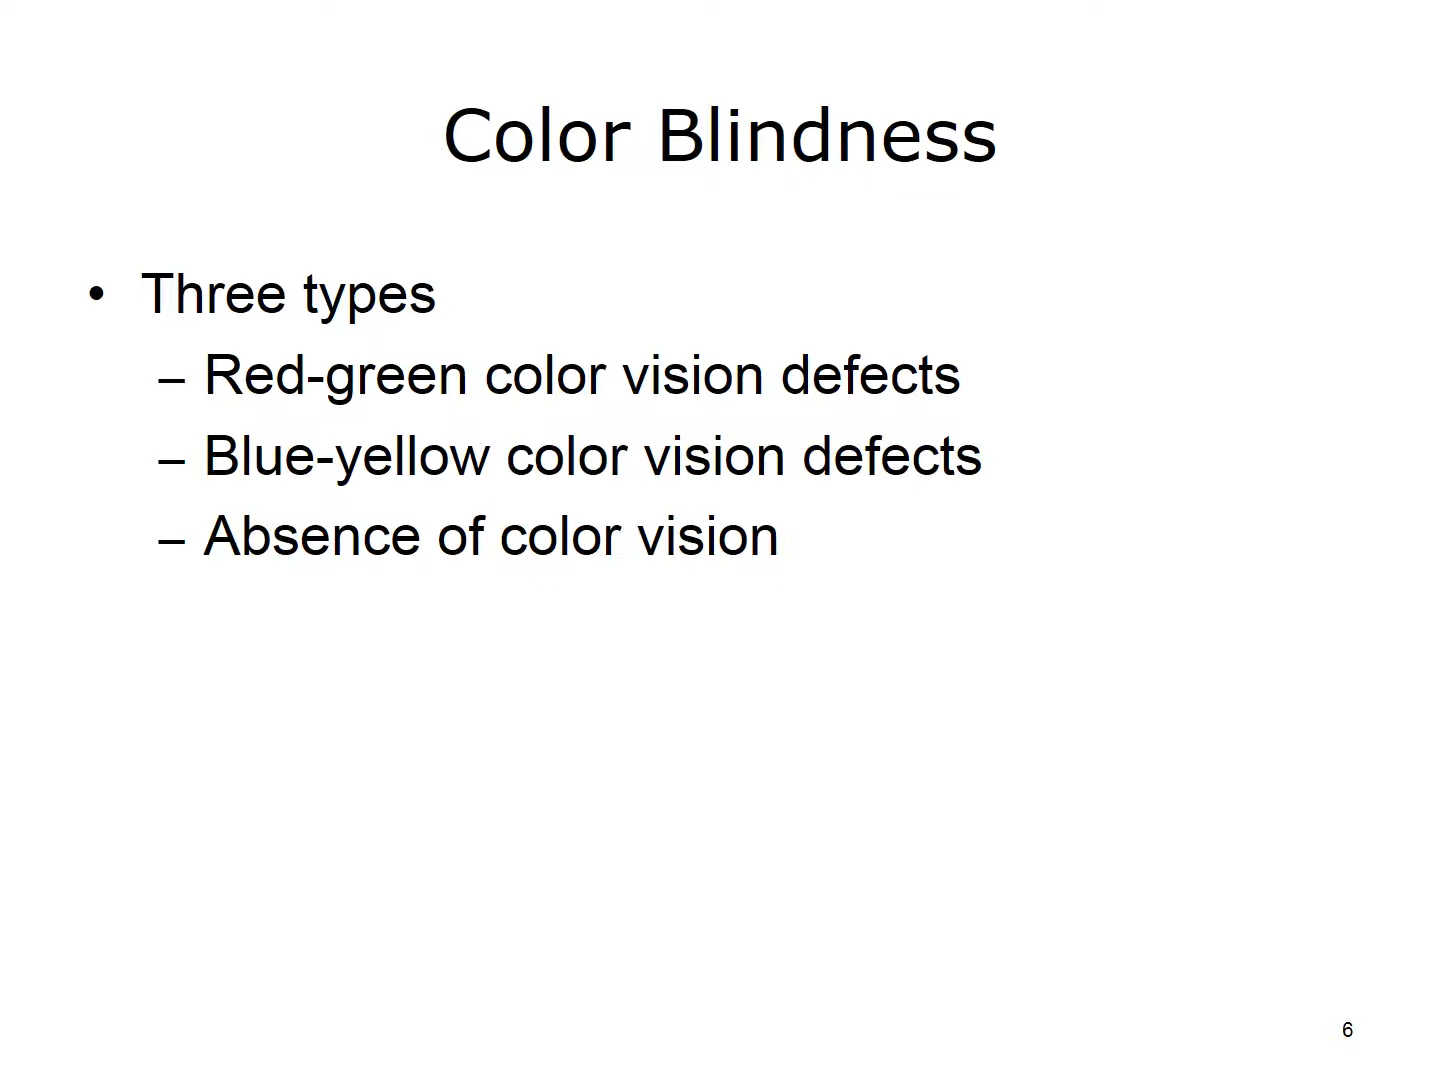 Color Blindness
• Three types
– Red-green color vision defects
– Blue-yellow color vision defects
– Absence of color vision
6